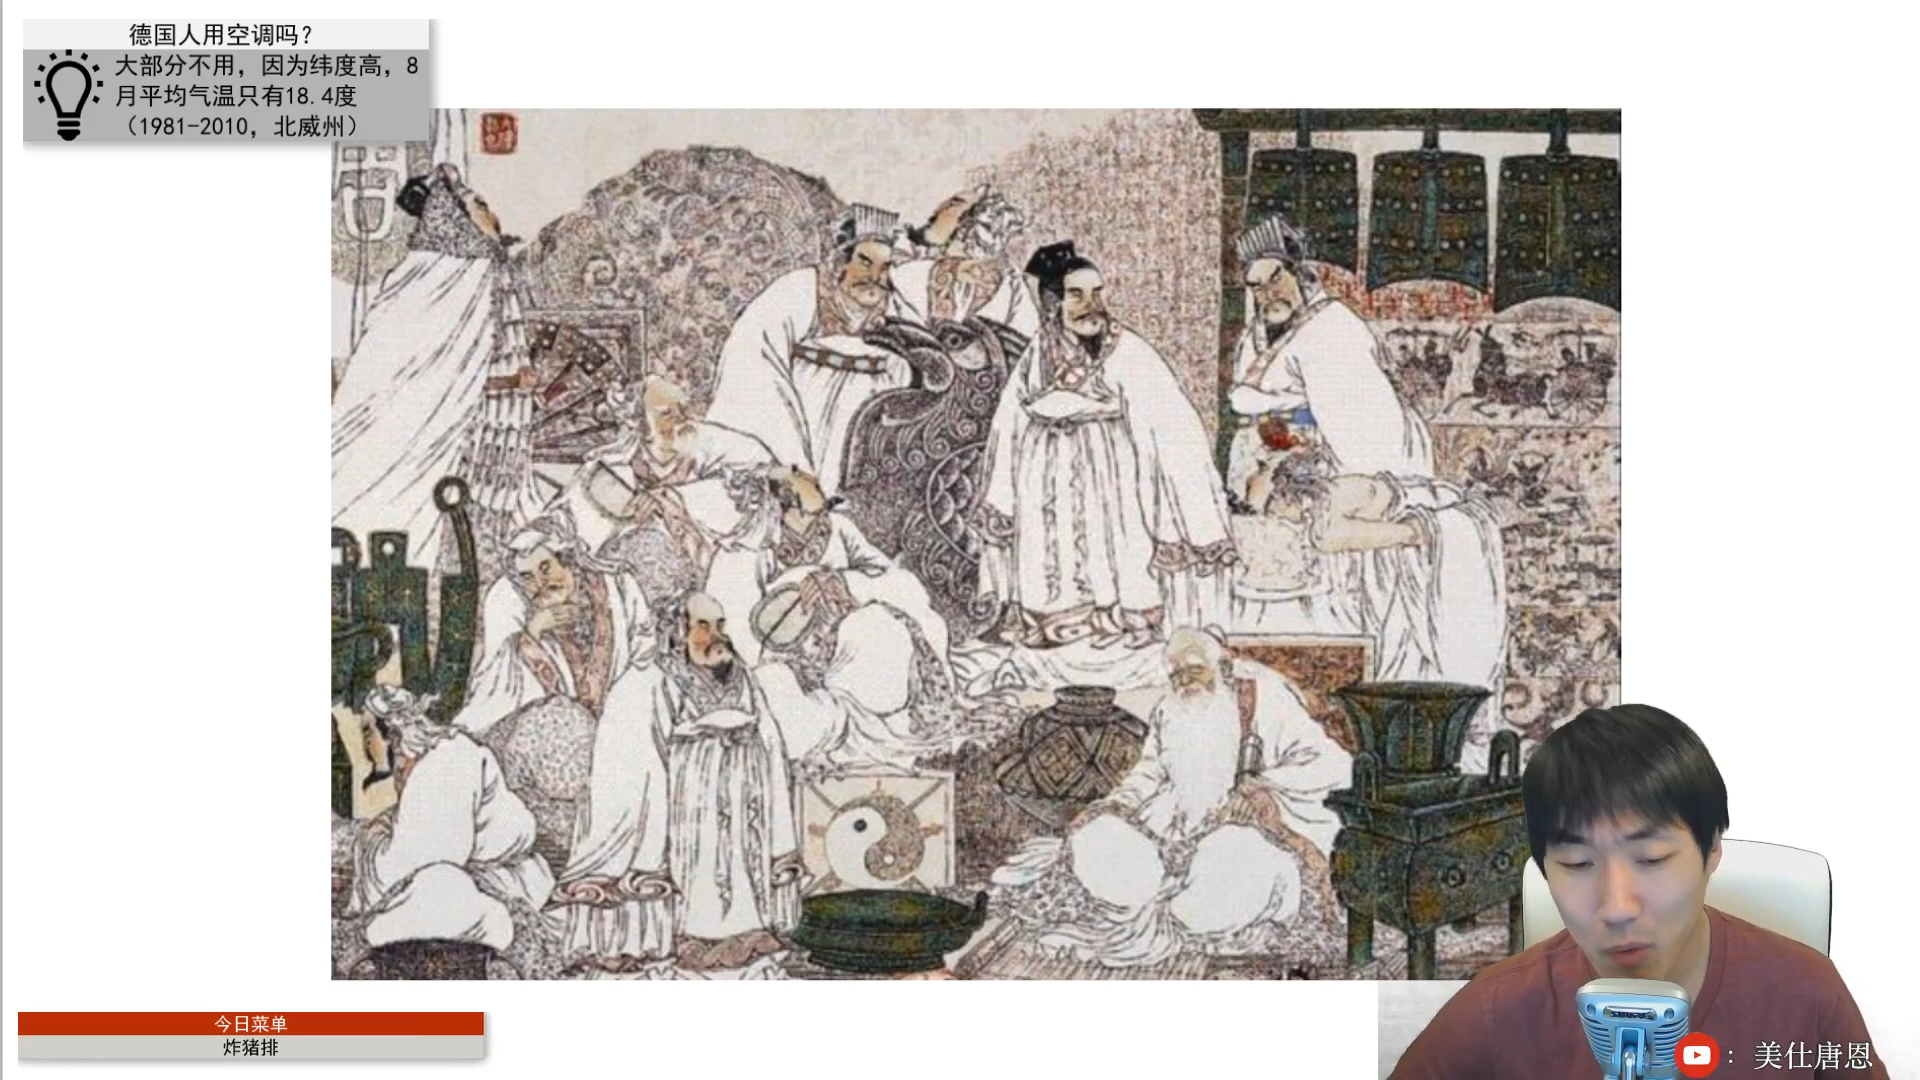 德国人用空调吗?
大部分不用，因为纬度高，8
月平均气温只有18.4度
（1981-2010，北威州）
今日菜单
炸猪排
SHURE
：美仕唐恩